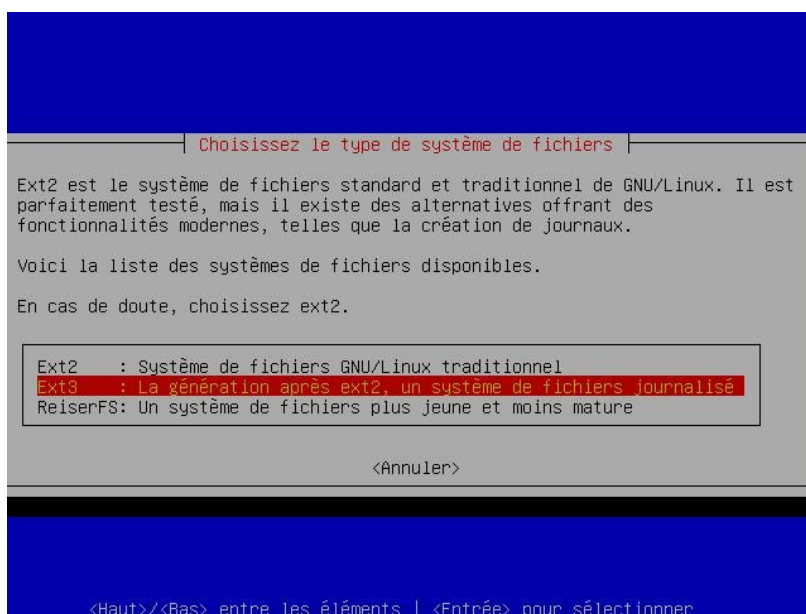 Choisissez le type de système de fichiers
Ext2 est le système de fichiers standard et traditionnel de GNU/Linux. Il est
parfaitement testé, mais il existe des alternatives offrant des
fonctionnalités modernes, telles que la création de journaux.
Voici la liste des systèmes de fichiers disponibles.
En cas de doute, choisissez ext2.
Ext2    : Système de fichiers GNU/Linux traditionnel
Ext3    : La génération après ext2, un système de fichiers journalisé
ReiserFS: Un système de fichiers plus jeune et moins mature
<Annuler>
<Haut>/<Bas> entre les éléments | <Entrée> pour sélectionner